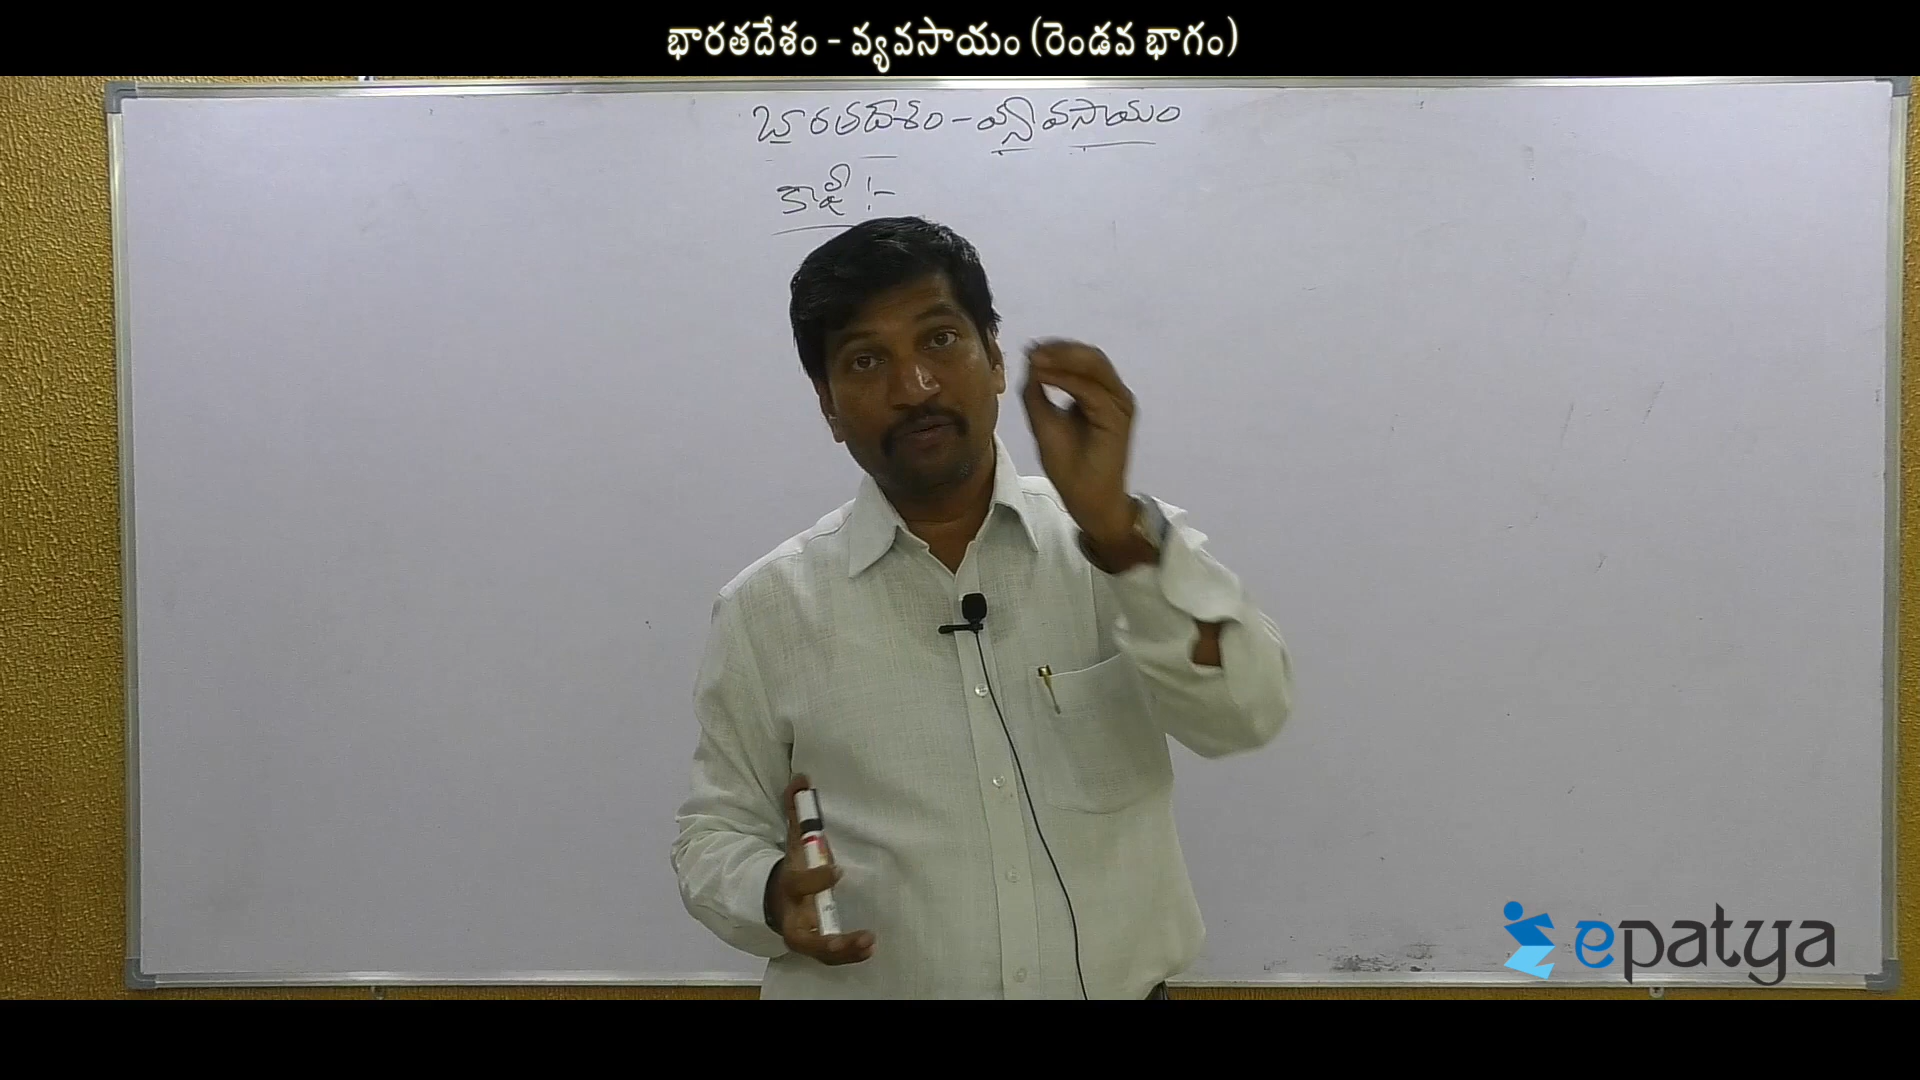 భారతదేశం - వ్యవసాయం (రెండవ భాగం)
భారతదేశం - వ్యవసాయం
కాఫీ :-
epatya